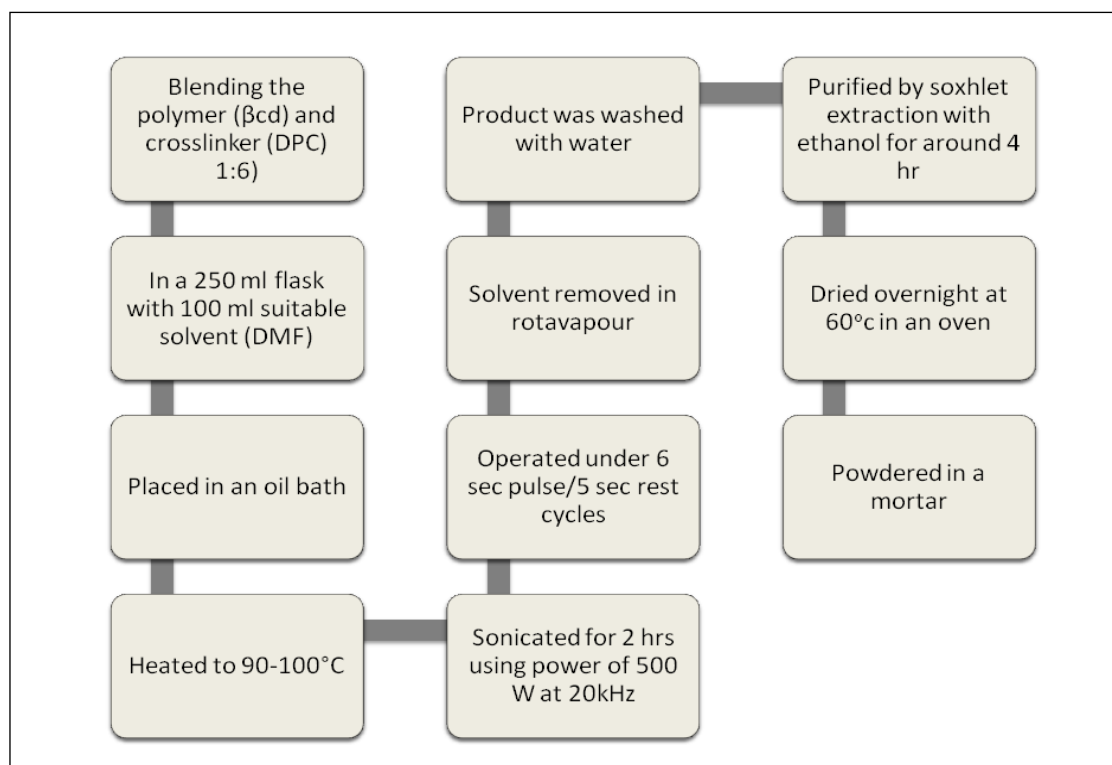 Blending the
polymer (βcd) and
crosslinker (DPC)
1:6)
In a 250 ml flask
with 100 ml suitable
solvent (DMF)
Placed in an oil bath
Heated to 90-100°C
Sonicated for 2 hrs
using power of 500
W at 20kHz
Operated under 6
sec pulse/5 sec rest
cycles
Solvent removed in
rotavapour
Product was washed
with water
Purified by soxhlet
extraction with
ethanol for around 4
hr
Dried overnight at
60°c in an oven
Powdered in a
mortar